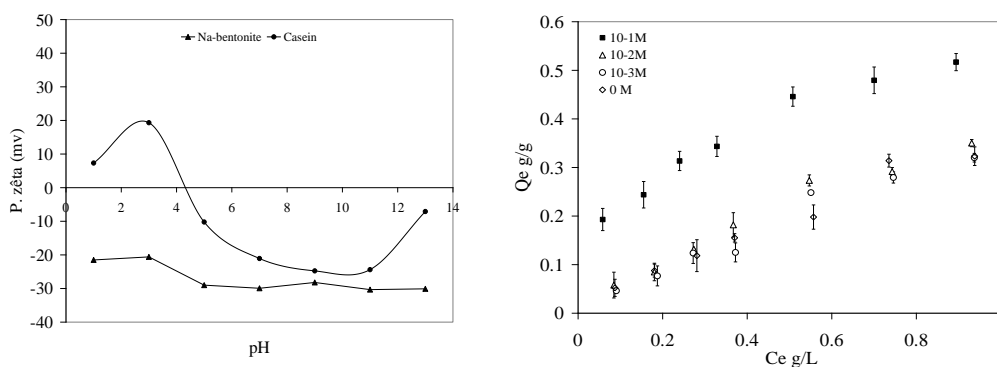 50
40
30
20
10
0
-10
-20
-30
-40
P. zêta (mv)
Na-bentonite Casein
0 2 4 6 8 10 12 14
pH
Qe g/g
0.6
0.5
0.4
0.3
0.2
0.1
0
10-1M
10-2M
10-3M
0 M
0 0.2 0.4 0.6 0.8
Ce g/L